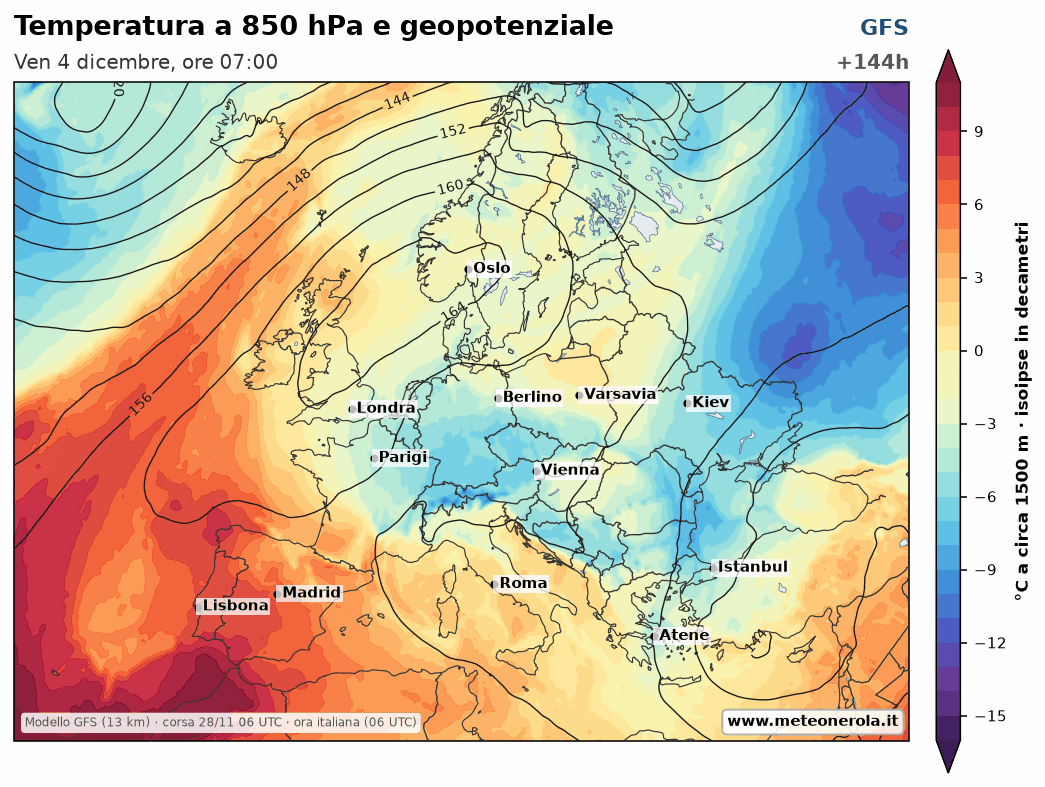 Temperatura a 850 hPa e geopotenziale
GFS
Ven 4 dicembre, ore 07:00
+144h
144
152
148
160
164
156
Oslo
Berlino
Varsavia
Kiev
Londra
Parigi
Vienna
Istanbul
Roma
Madrid
Lisbona
Atene
Modello GFS (13 km) · corsa 28/11 06 UTC · ora italiana (06 UTC)
www.meteonerola.it
9
6
3
0
−3
−6
−9
−12
−15
°C a circa 1500 m · isoipse in decametri